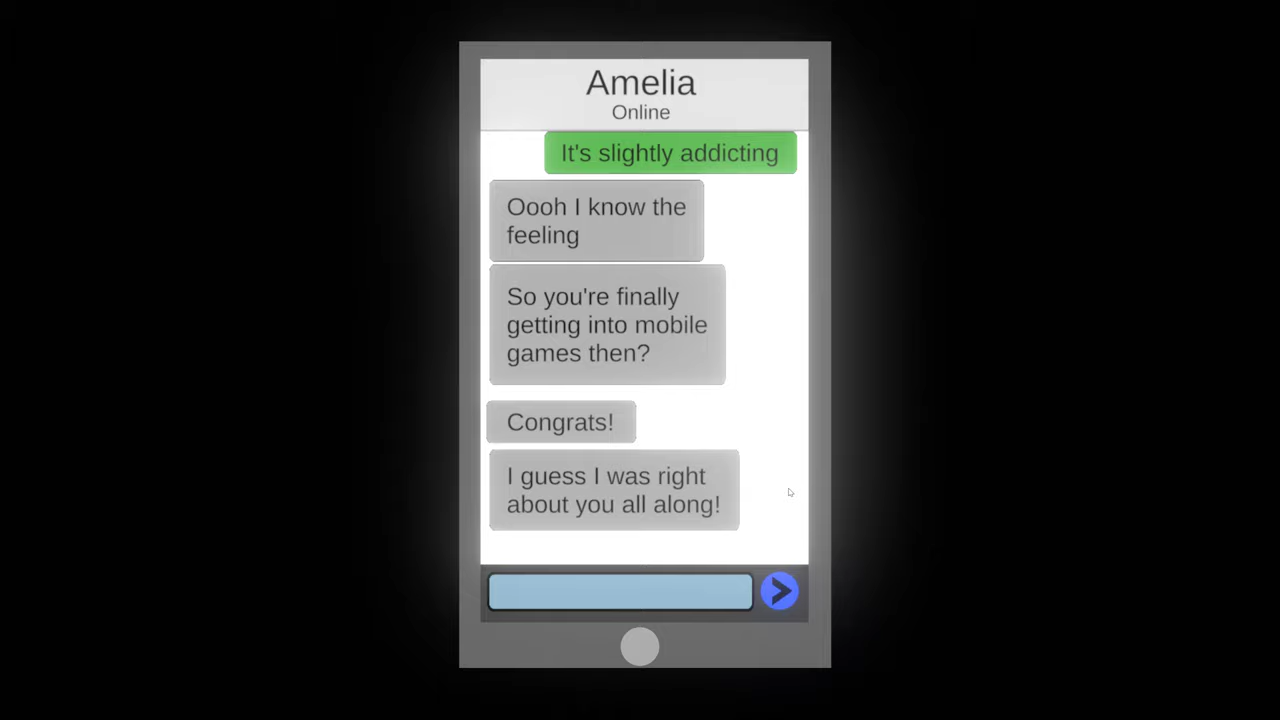 Amelia
Online
It's slightly addicting
Oooh I know the
feeling
So you're finally
getting into mobile
games then?
Congrats!
I guess I was right
about you all along!